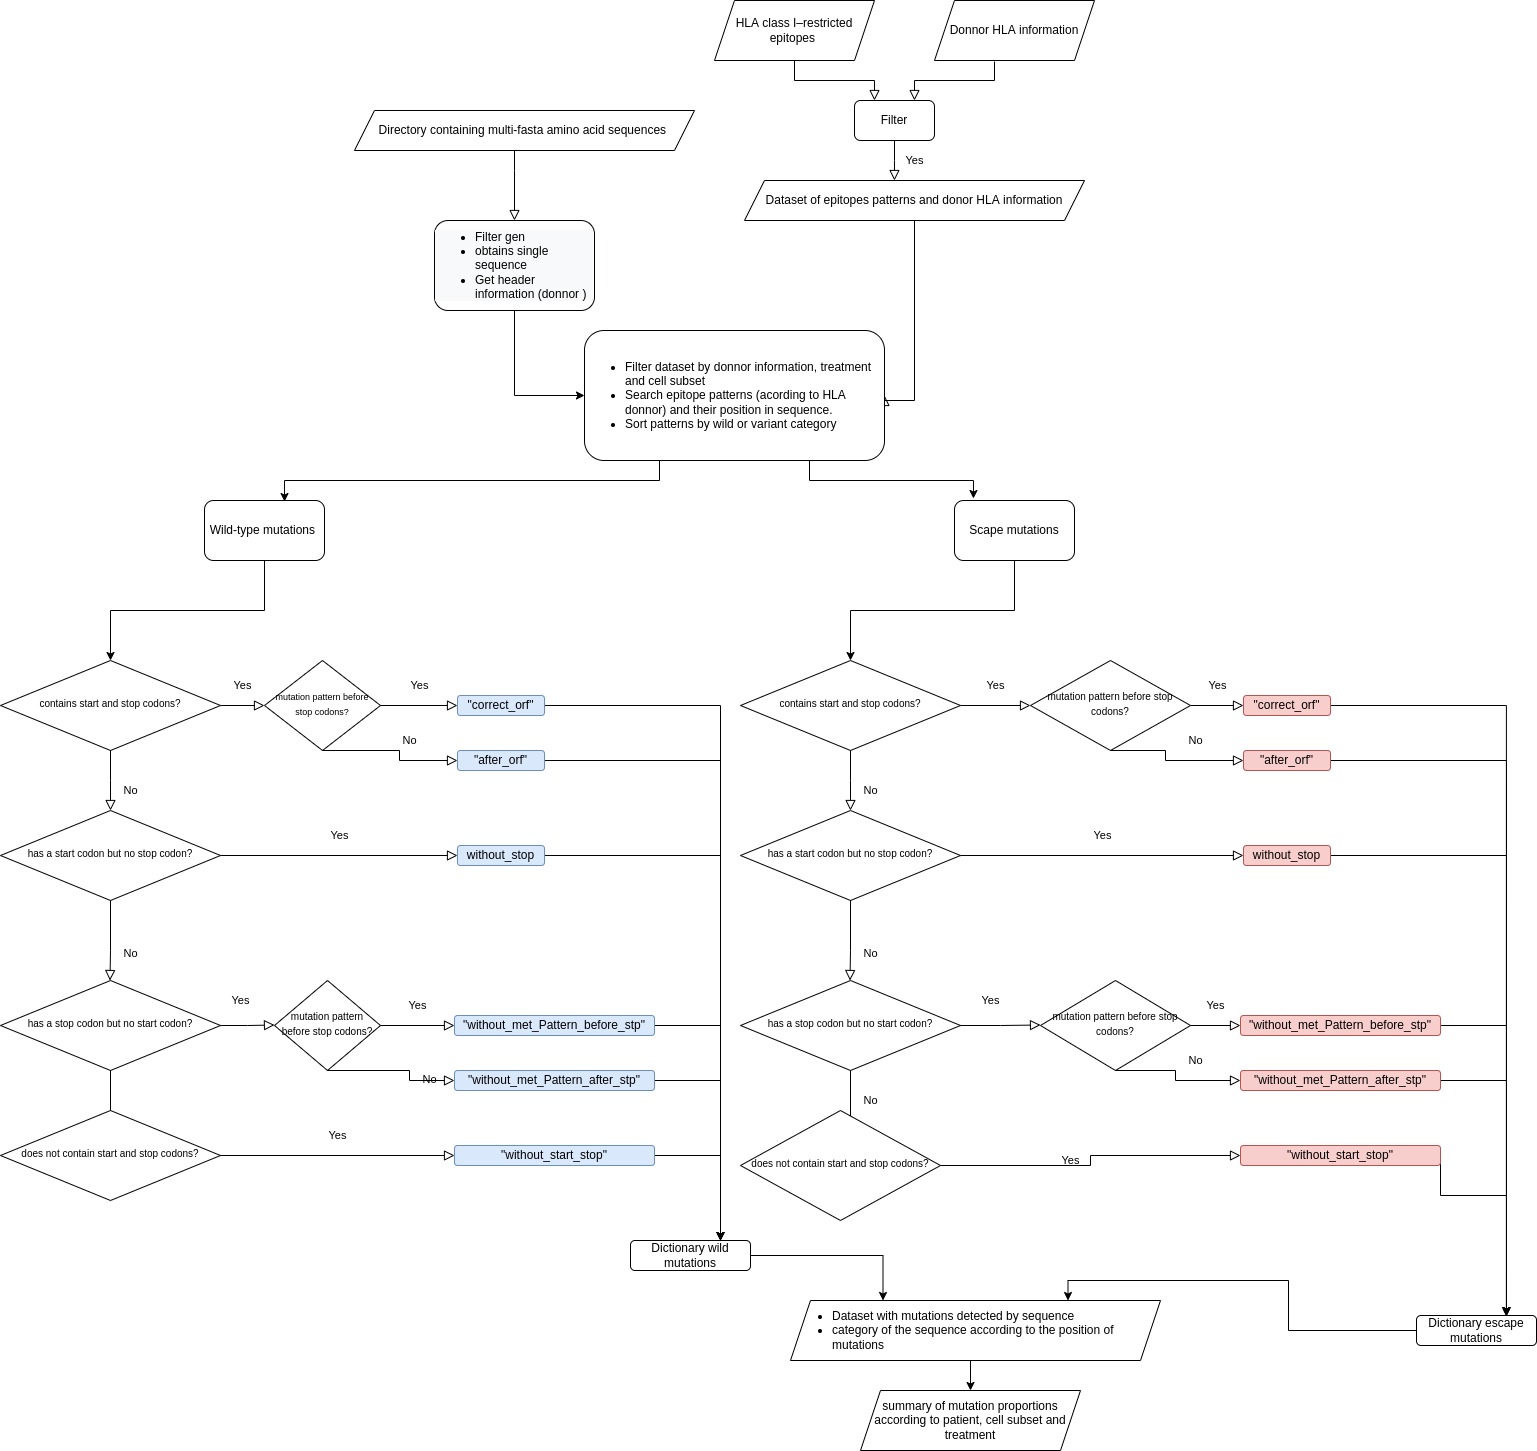 HLA class I–restricted
epitopes
Donnor HLA information
Filter
Directory containing multi-fasta amino acid sequences
Yes
Dataset of epitopes patterns and donor HLA information
• Filter gen
• obtains single
sequence
• Get header
information (donnor )
• Filter dataset by donnor information, treatment
and cell subset
• Search epitope patterns (acording to HLA
donnor) and their position in sequence.
• Sort patterns by wild or variant category
Wild-type mutations
Scape mutations
contains start and stop codons?
Yes
mutation pattern before
stop codons?
Yes
"correct_orf"
No
"after_orf"
No
has a start codon but no stop codon?
Yes
without_stop
No
has a stop codon but no start codon?
Yes
mutation pattern
before stop codons?
Yes
"without_met_Pattern_before_stp"
No
"without_met_Pattern_after_stp"
does not contain start and stop codons?
Yes
"without_start_stop"
contains start and stop codons?
Yes
mutation pattern before stop
codons?
Yes
"correct_orf"
No
"after_orf"
No
has a start codon but no stop codon?
Yes
without_stop
No
has a stop codon but no start codon?
Yes
mutation pattern before stop
codons?
Yes
"without_met_Pattern_before_stp"
No
"without_met_Pattern_after_stp"
No
does not contain start and stop codons?
Yes
"without_start_stop"
Dictionary wild
mutations
Dictionary escape
mutations
• Dataset with mutations detected by sequence
• category of the sequence according to the position of
mutations
summary of mutation proportions
according to patient, cell subset and
treatment